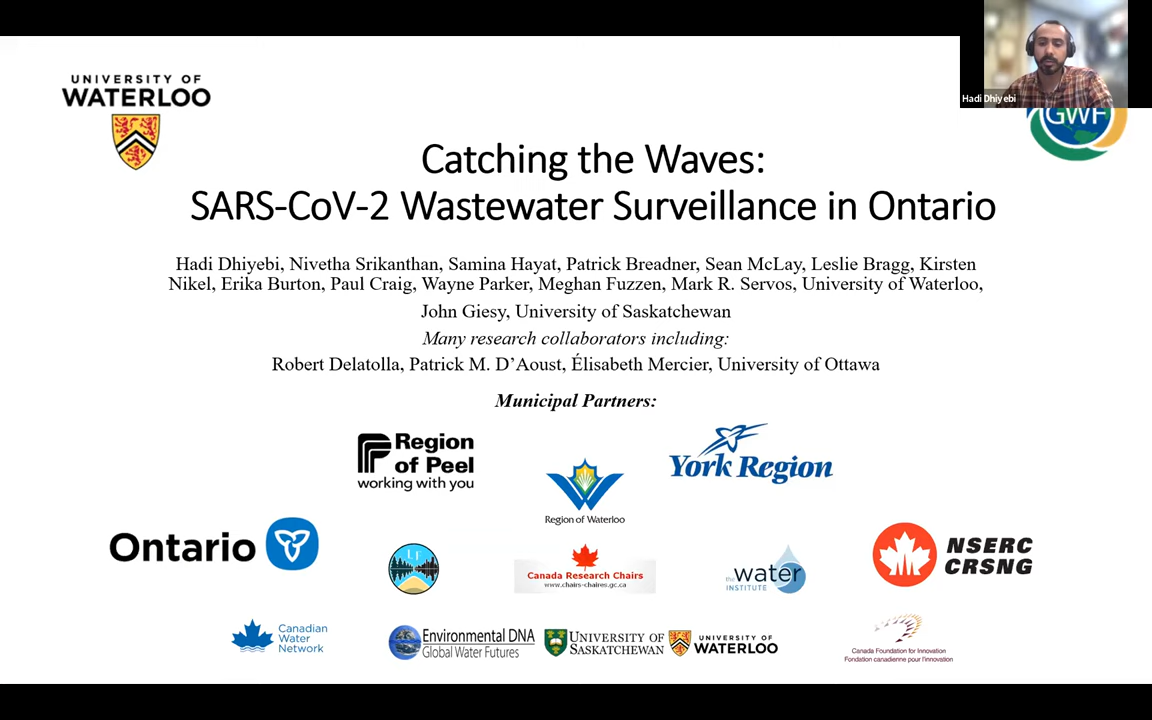 Hadi Dhiyebi
UNIVERSITY OF
WATERLOO
GWF
Catching the Waves:
SARS-CoV-2 Wastewater Surveillance in Ontario
Hadi Dhiyebi, Nivetha Srikanthan, Samina Hayat, Patrick Breadner, Sean McLay, Leslie Bragg, Kirsten
Nikel, Erika Burton, Paul Craig, Wayne Parker, Meghan Fuzzen, Mark R. Servos, University of Waterloo,
John Giesy, University of Saskatchewan
Many research collaborators including:
Robert Delatolla, Patrick M. D’Aoust, Élisabeth Mercier, University of Ottawa
Municipal Partners:
Region
of Peel
working with you
Region of Waterloo
York Region
Ontario
LF
Canada Research Chairs
www.chairs-chaires.gc.ca
the water
INSTITUTE
NSERC
CRSNG
Canadian
Water
Network
Environmental DNA
Global Water Futures
UNIVERSITY OF
SASKATCHEWAN
UNIVERSITY OF
WATERLOO
Canada Foundation for Innovation
Fondation canadienne pour l'innovation